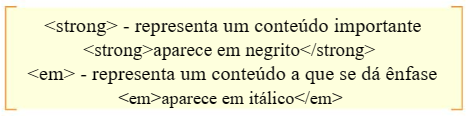 <strong> - representa um conteúdo importante
<strong>aparece em negrito</strong>
<em> - representa um conteúdo a que se dá ênfase
<em>aparece em itálico</em>